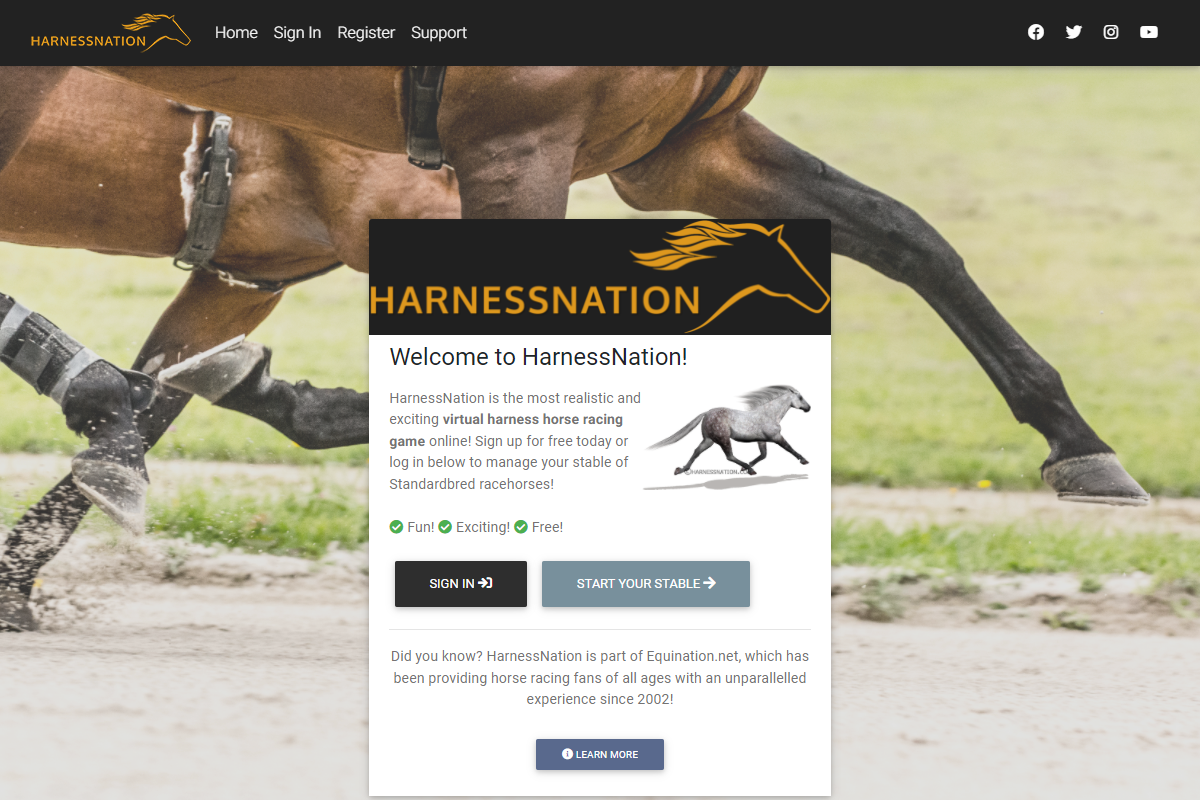 HARNESSNATION
Home Sign In Register Support
HARNESSNATION
Welcome to HarnessNation!
HarnessNation is the most realistic and
exciting virtual harness horse racing
game online! Sign up for free today or
log in below to manage your stable of
Standardbred racehorses!
©HARNESSNATION.COM
Fun! Exciting! Free!
SIGN IN
START YOUR STABLE
Did you know? HarnessNation is part of Equination.net, which has
been providing horse racing fans of all ages with an unparallelled
experience since 2002!
LEARN MORE